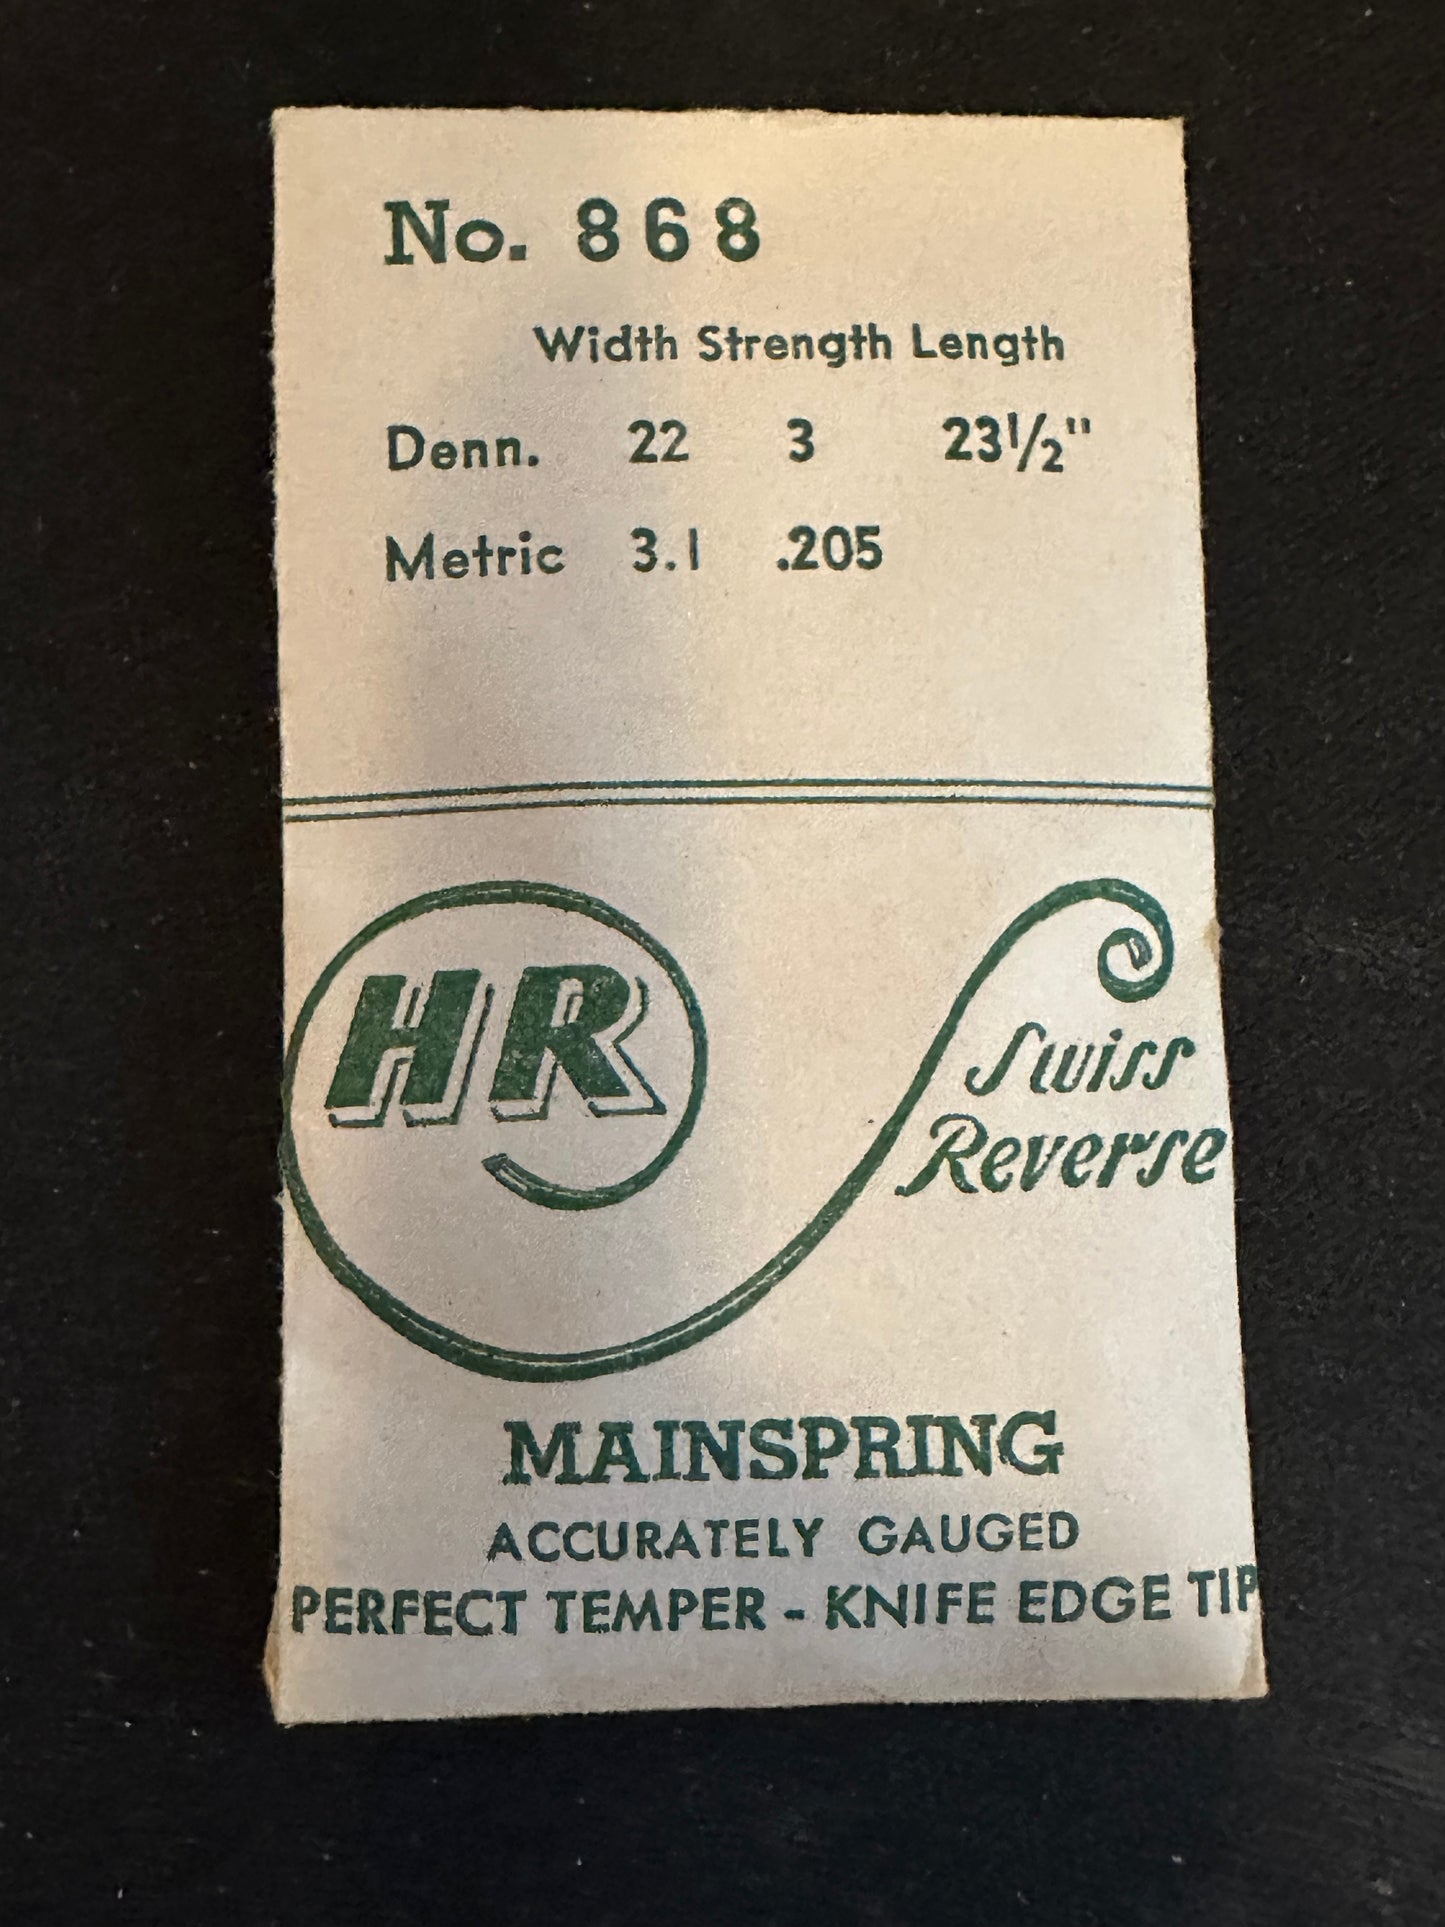 No. 868
Width Strength Length
Denn. 22 3 23½"
Metric 3.1 .205
HR
Swiss
Reverse
MAINSPRING
ACCURATELY GAUGED
PERFECT TEMPER - KNIFE EDGE TIP